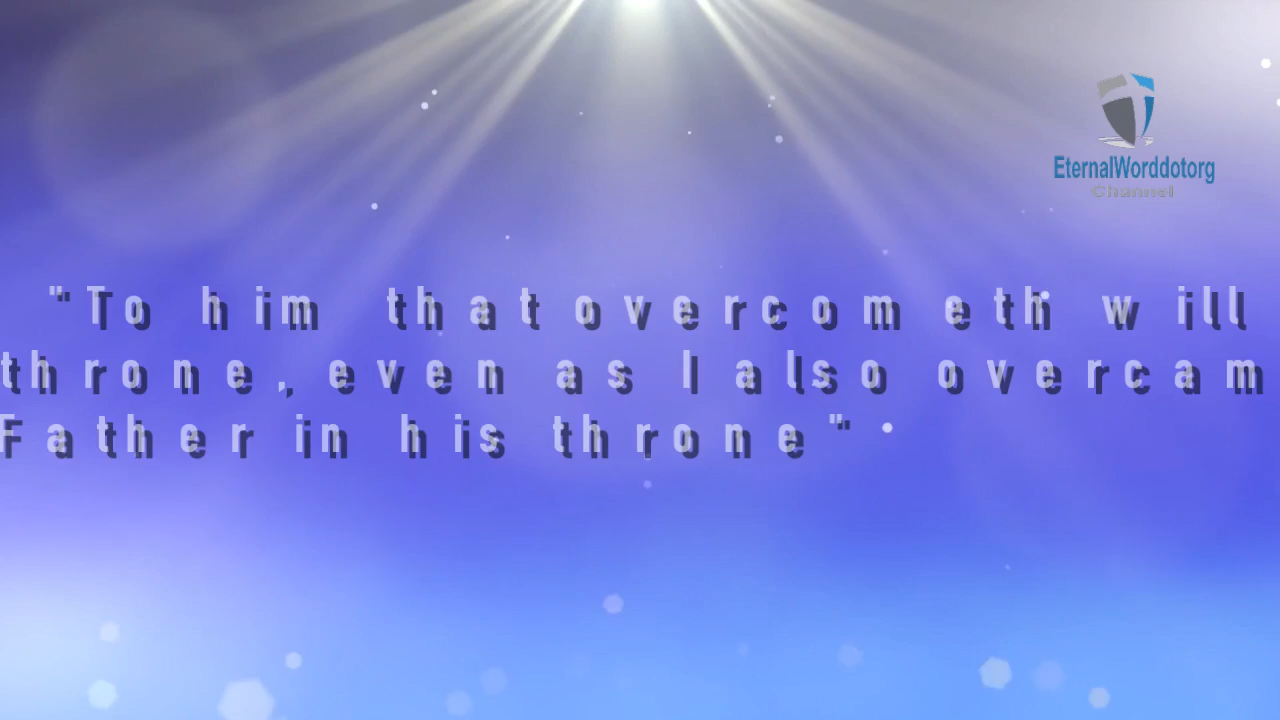 EternalWorddotorg
Channel
"To him that overcometh will
throne, even as I also overcam
Father in his throne"